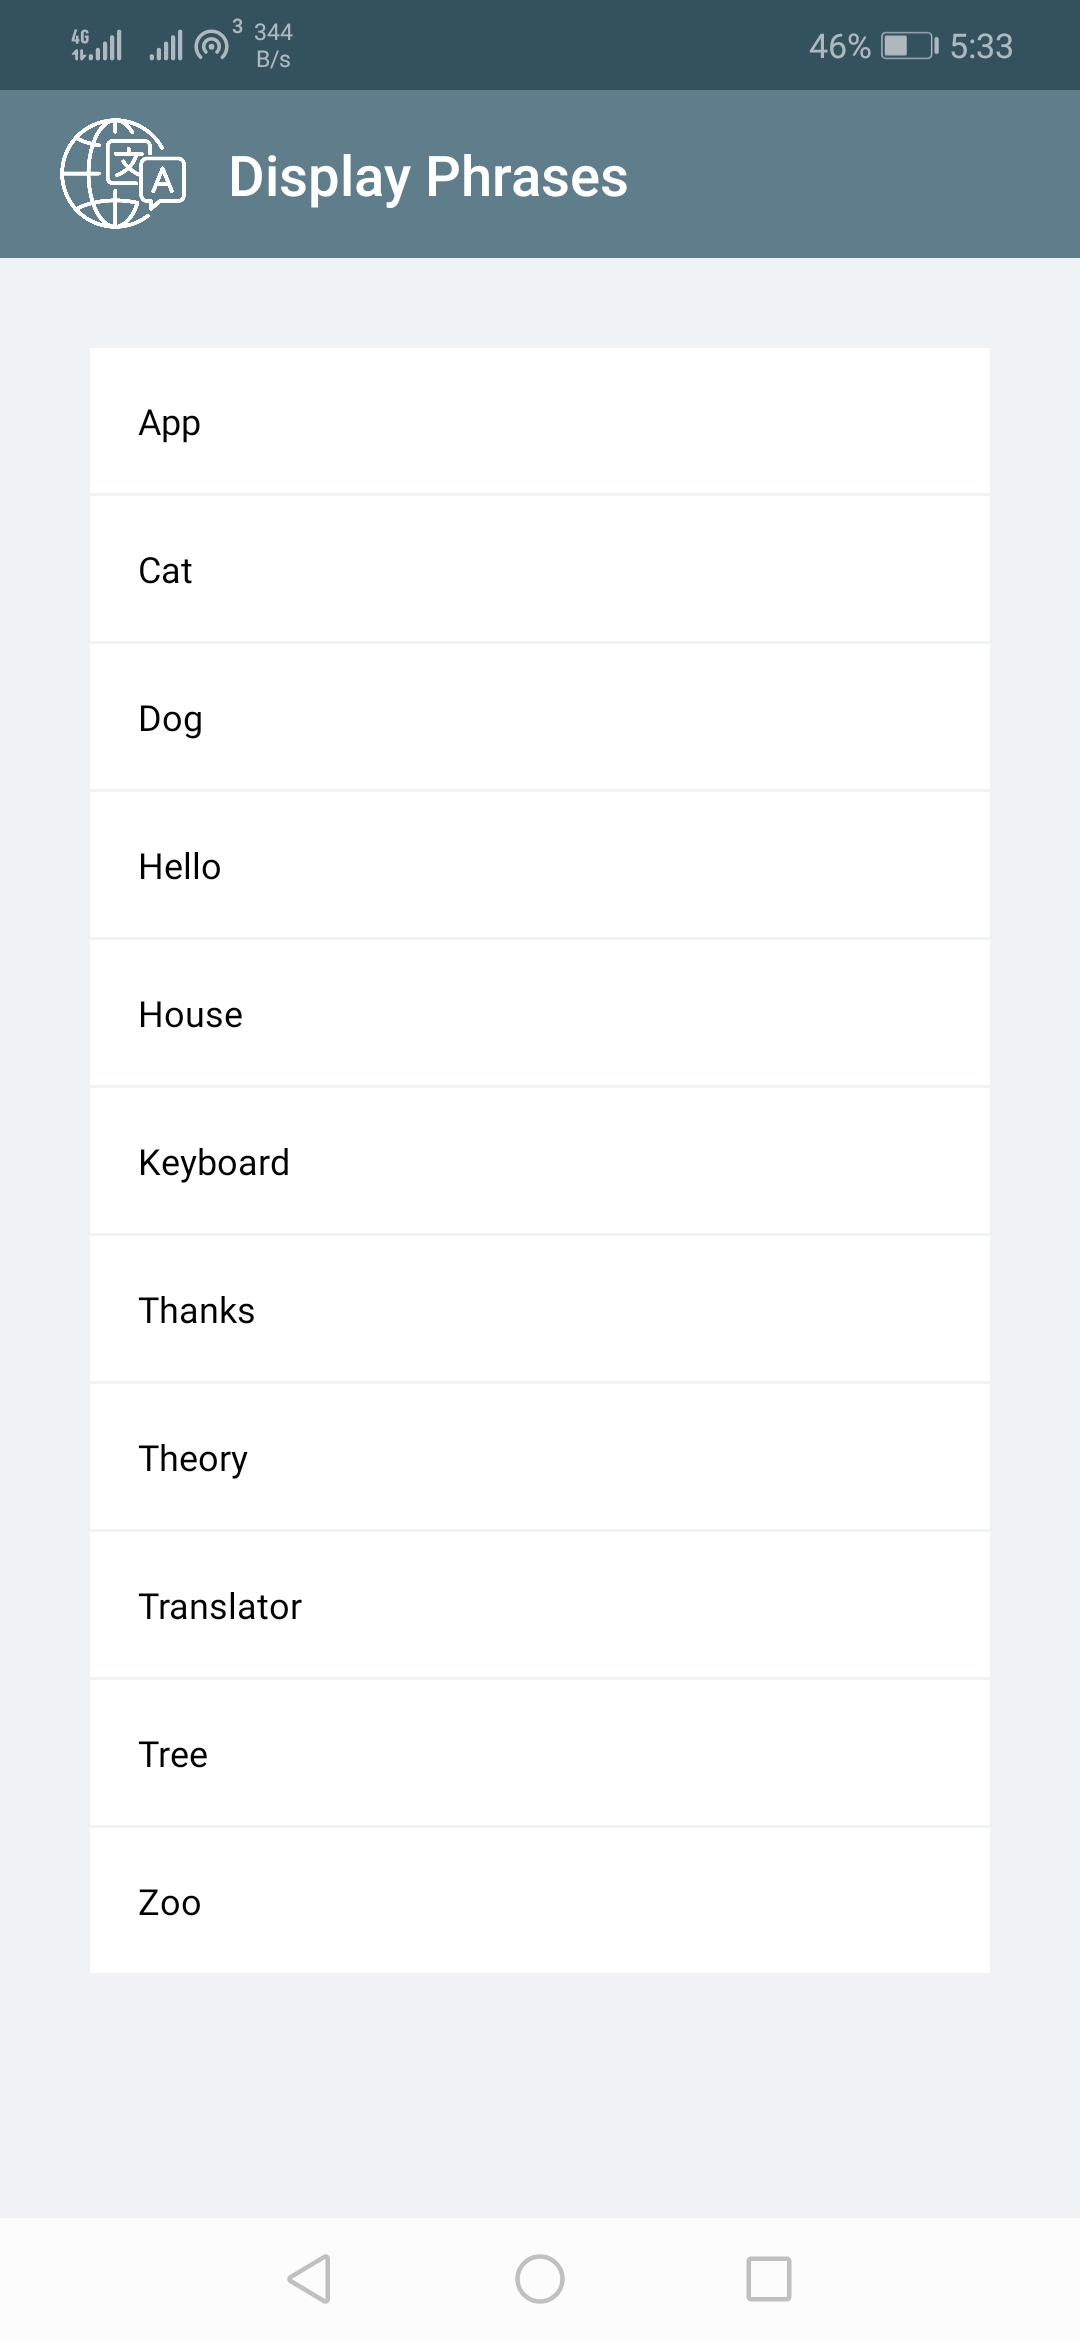 4G 3 344
B/s
46% 5:33
文 A Display Phrases
App
Cat
Dog
Hello
House
Keyboard
Thanks
Theory
Translator
Tree
Zoo